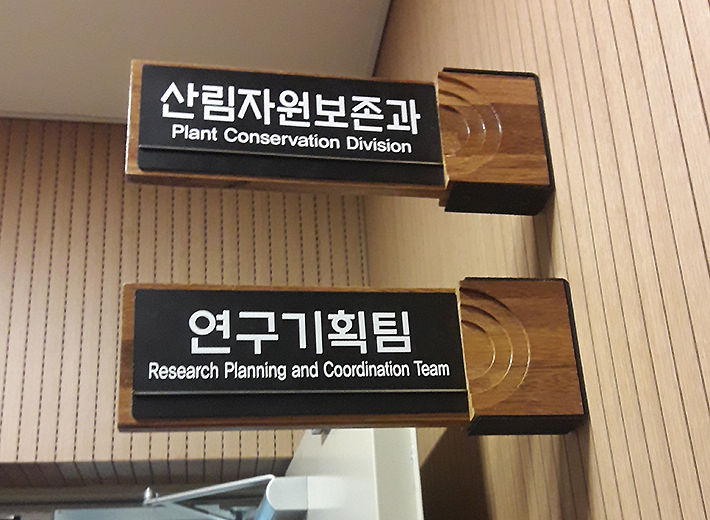 산림자원보존과
Plant Conservation Division
연구기획팀
Research Planning and Coordination Team